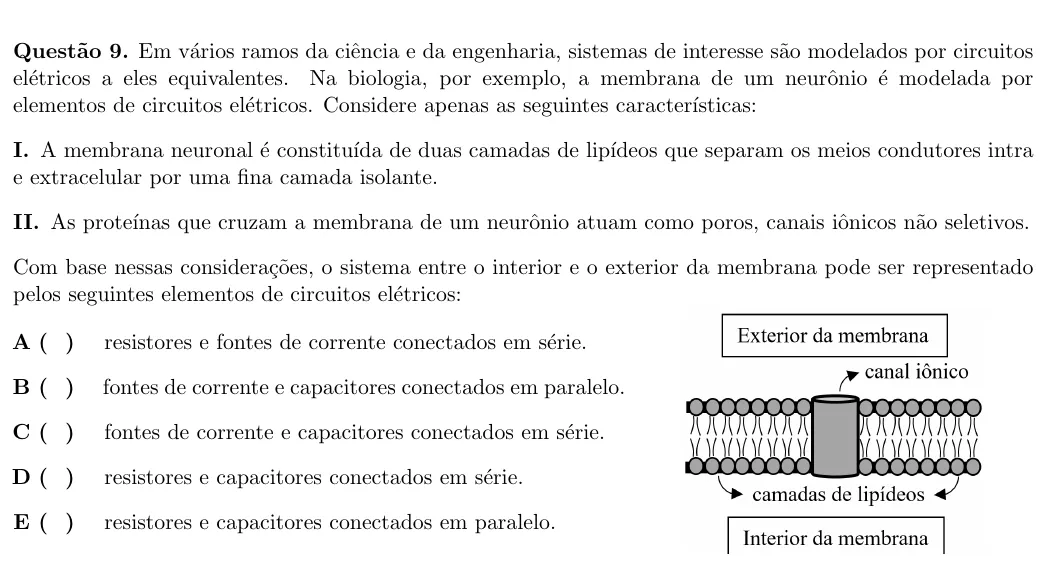 Questão 9. Em vários ramos da ciência e da engenharia, sistemas de interesse são modelados por circuitos
elétricos a eles equivalentes. Na biologia, por exemplo, a membrana de um neurônio é modelada por
elementos de circuitos elétricos. Considere apenas as seguintes características:
I. A membrana neuronal é constituída de duas camadas de lipídeos que separam os meios condutores intra
e extracelular por uma fina camada isolante.
II. As proteínas que cruzam a membrana de um neurônio atuam como poros, canais iônicos não seletivos.
Com base nessas considerações, o sistema entre o interior e o exterior da membrana pode ser representado
pelos seguintes elementos de circuitos elétricos:
A ( ) resistores e fontes de corrente conectados em série.
B ( ) fontes de corrente e capacitores conectados em paralelo.
C ( ) fontes de corrente e capacitores conectados em série.
D ( ) resistores e capacitores conectados em série.
E ( ) resistores e capacitores conectados em paralelo.
Exterior da membrana
canal iônico
camadas de lipídeos
Interior da membrana